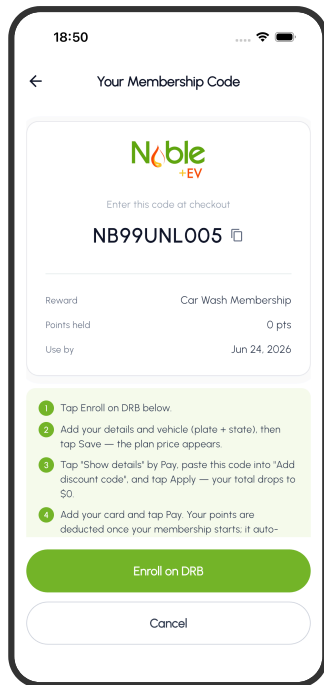 18:50
Your Membership Code
Noble
+EV
Enter this code at checkout
NB99UNL005
Reward Car Wash Membership
Points held 0 pts
Use by Jun 24, 2026
1 Tap Enroll on DRB below.
2 Add your details and vehicle (plate + state), then
tap Save — the plan price appears.
3 Tap "Show details" by Pay, paste this code into "Add
discount code", and tap Apply — your total drops to
$0.
4 Add your card and tap Pay. Your points are
deducted once your membership starts; it auto-
Enroll on DRB
Cancel